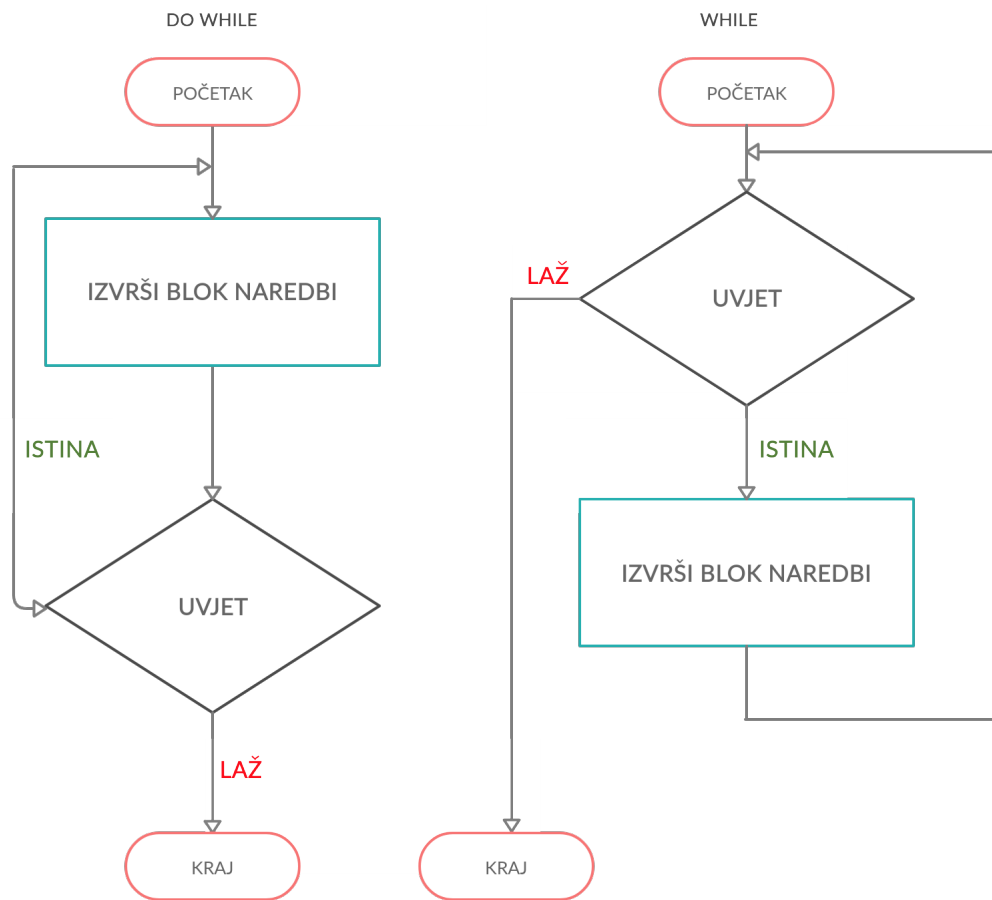 DO WHILE
POČETAK
IZVRŠI BLOK NAREDBI
ISTINA
UVJET
LAŽ
KRAJ
WHILE
POČETAK
LAŽ
UVJET
ISTINA
IZVRŠI BLOK NAREDBI
KRAJ